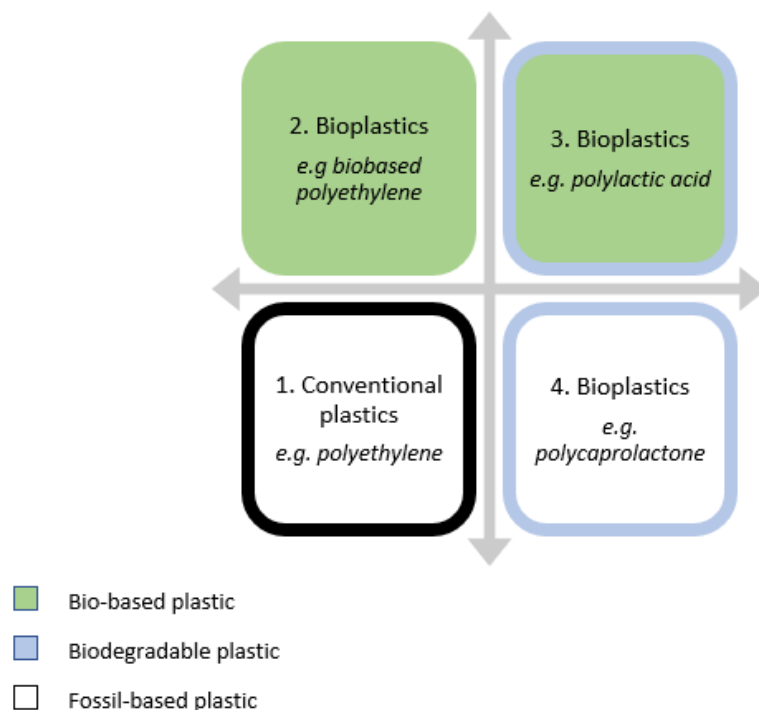 2. Bioplastics
e.g biobased
polyethylene
3. Bioplastics
e.g. polylactic acid
1. Conventional
plastics
e.g. polyethylene
4. Bioplastics
e.g.
polycaprolactone
Bio-based plastic
Biodegradable plastic
Fossil-based plastic